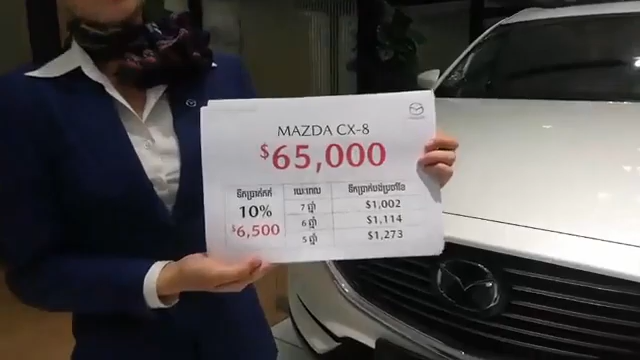 mazda
MAZDA CX-8
$65,000
ទឹកប្រាក់កក់ រយៈពេល ទឹកប្រាក់បង់ប្រចាំខែ
10% 7 ឆ្នាំ $1,002
$6,500 6 ឆ្នាំ $1,114
5 ឆ្នាំ $1,273